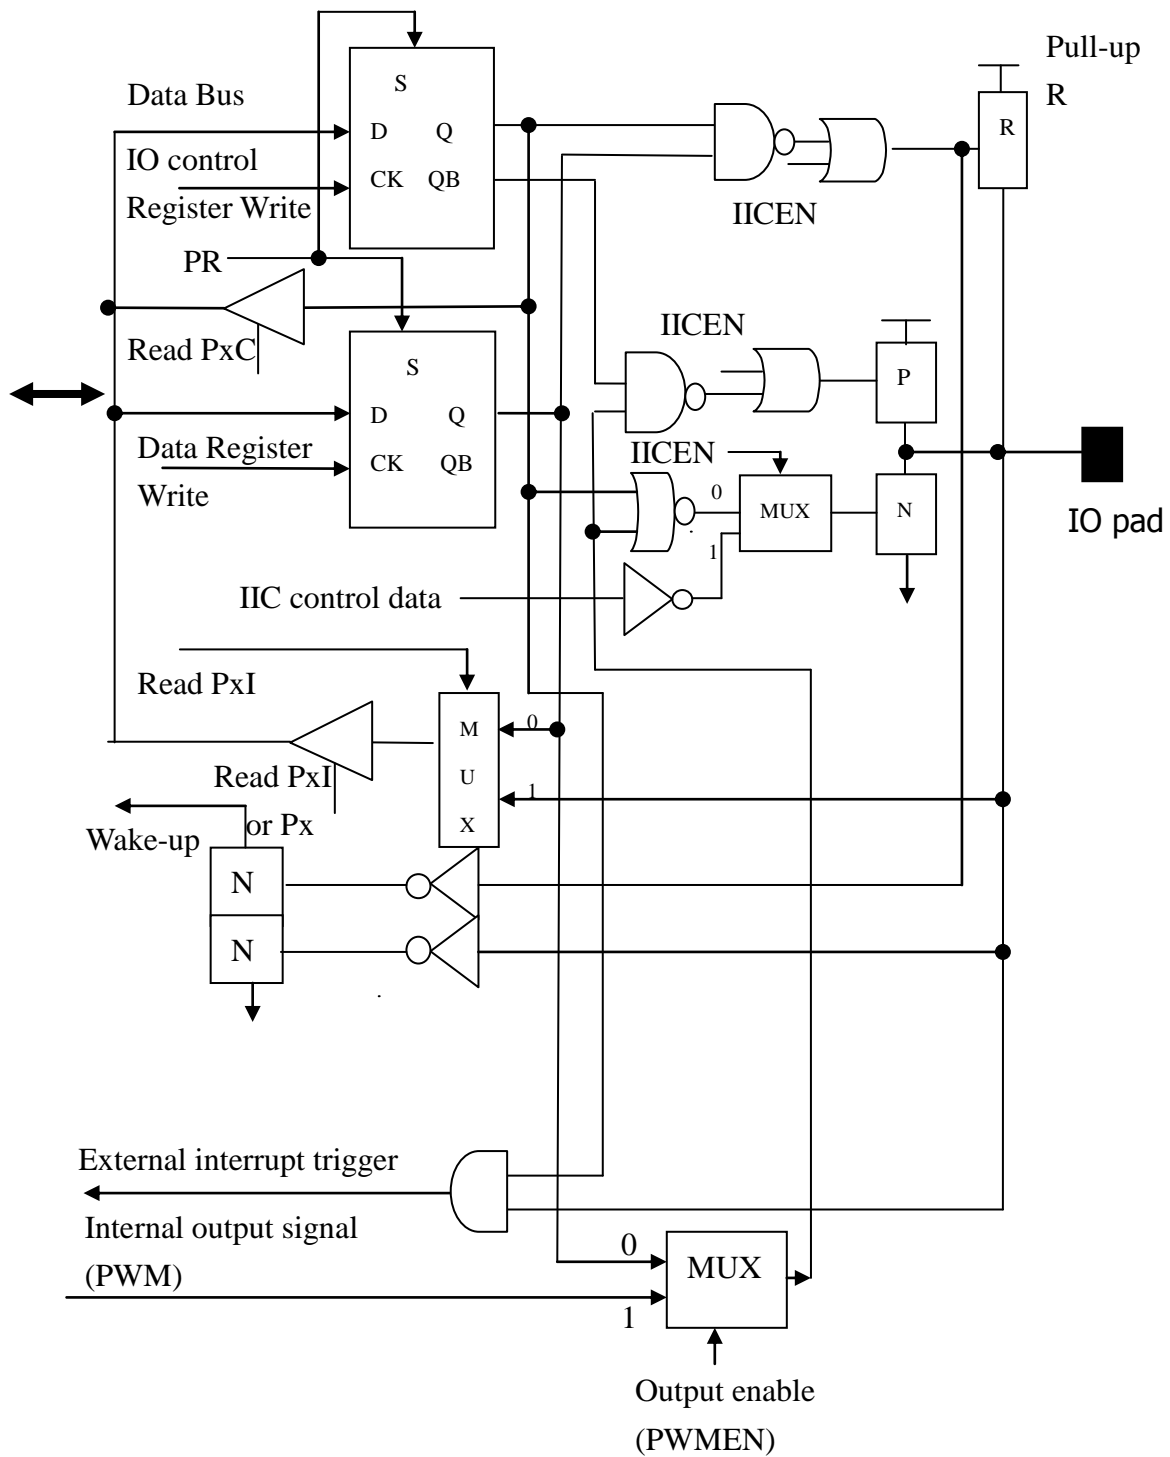 Pull-up
R
R
Data Bus
S
D Q
IO control
CK QB
Register Write
IICEN
PR
Read PxC
IICEN
S
P
D Q
Data Register
CK QB
Write
IICEN
0
MUX
N
IO pad
1
IIC control data
Read PxI
M
0
U
Read PxI
1
X
or Px
Wake-up
N
N
External interrupt trigger
Internal output signal
(PWM)
0
MUX
1
Output enable
(PWMEN)